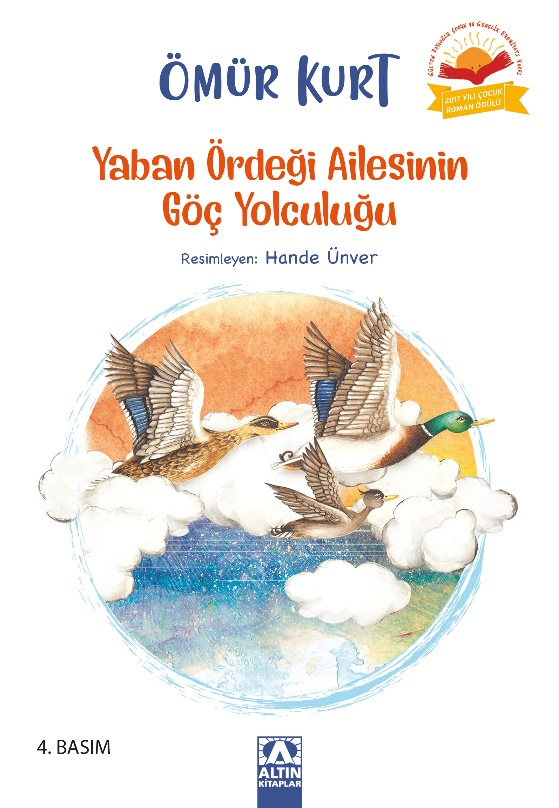 ÖMÜR KURT
2017 YILI ÇOCUK
ROMAN ÖDÜLÜ
Yaban Ördeği Ailesinin
Göç Yolculuğu
Resimleyen: Hande Ünver
4. BASIM
ALTIN
KİTAPLAR